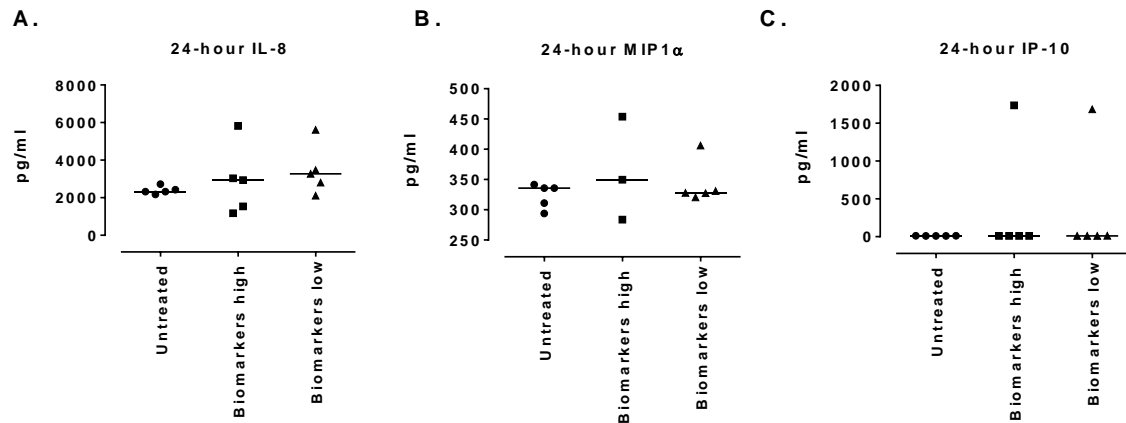 A.
24-hour IL-8
pg/ml
8000
6000
4000
2000
0
Untreated
Biomarkers high
Biomarkers low
B.
24-hour MIP1α
pg/ml
500
450
400
350
300
250
Untreated
Biomarkers high
Biomarkers low
C.
24-hour IP-10
pg/ml
2000
1500
1000
500
0
Untreated
Biomarkers high
Biomarkers low